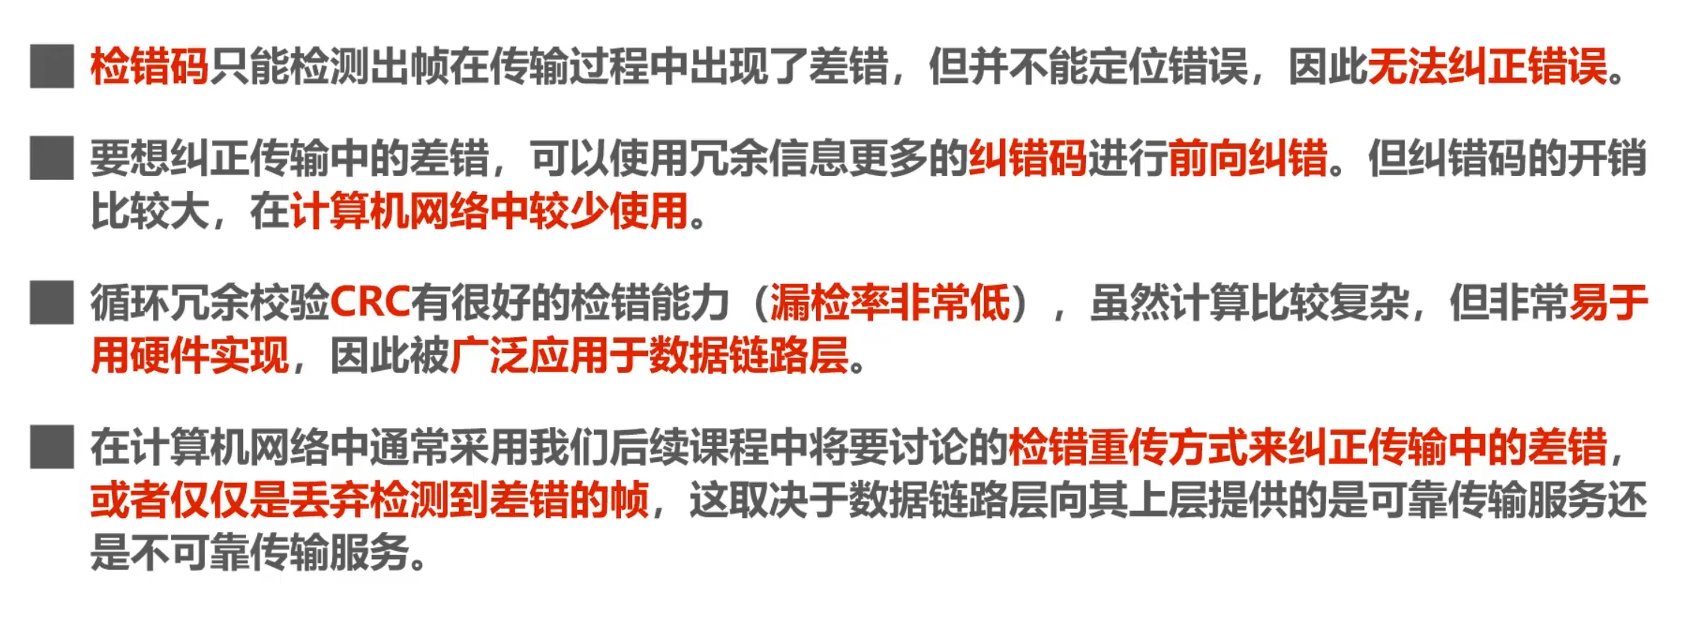 检错码只能检测出帧在传输过程中出现了差错，但并不能定位错误，因此无法纠正错误。
要想纠正传输中的差错，可以使用冗余信息更多的纠错码进行前向纠错。但纠错码的开销
比较大，在计算机网络中较少使用。
循环冗余校验CRC有很好的检错能力（漏检率非常低），虽然计算比较复杂，但非常易于
用硬件实现，因此被广泛应用于数据链路层。
在计算机网络中通常采用我们后续课程中将要讨论的检错重传方式来纠正传输中的差错，
或者仅仅是丢弃检测到差错的帧，这取决于数据链路层向其上层提供的是可靠传输服务还
是不可靠传输服务。